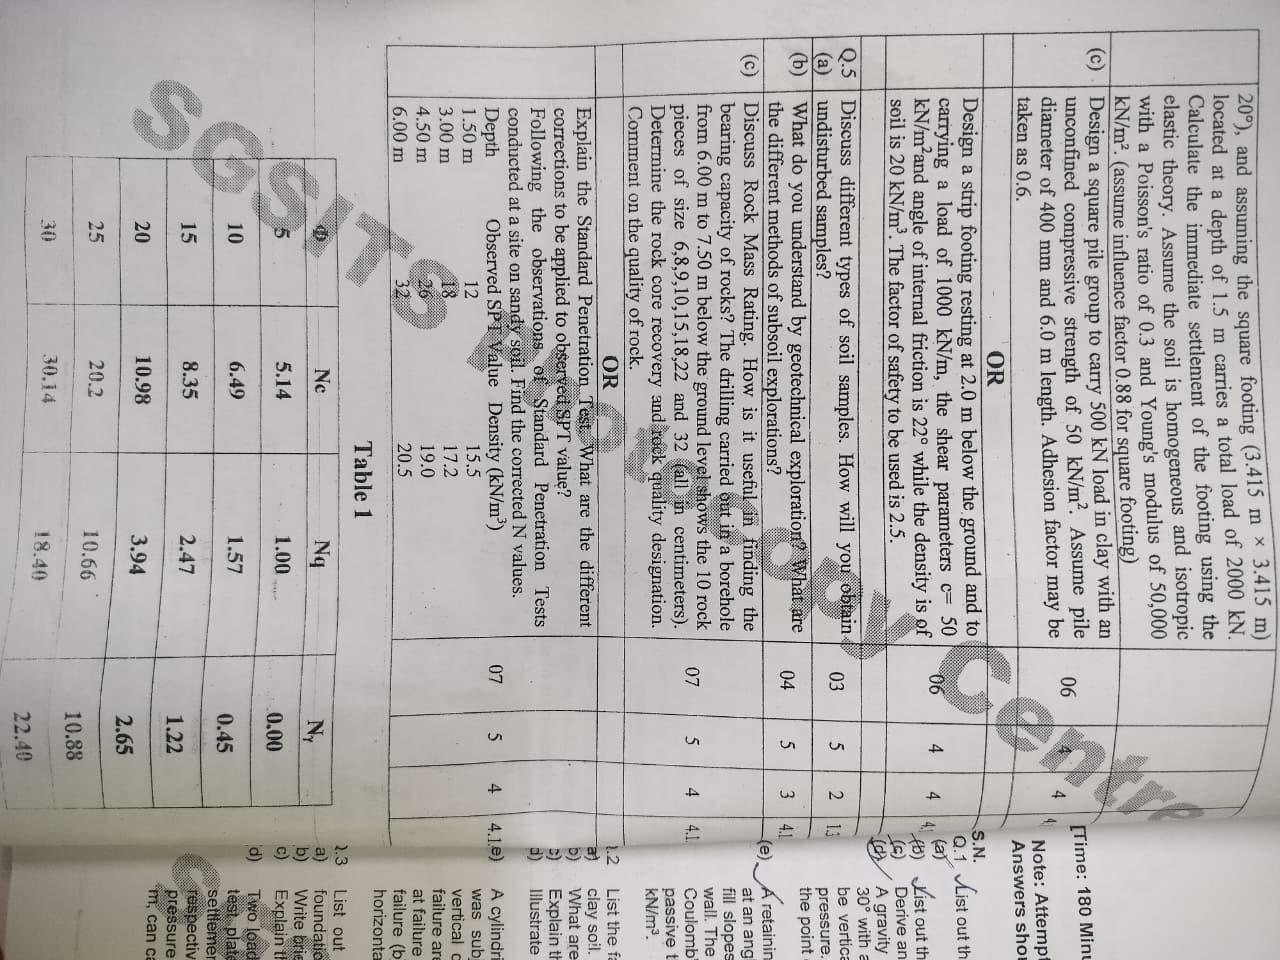 20°), and assuming the square footing (3.415 m × 3.415 m)
located at a depth of 1.5 m carries a total load of 2000 kN.
Calculate the immediate settlement of the footing using the
elastic theory. Assume the soil is homogeneous and isotropic
with a Poisson's ratio of 0.3 and Young's modulus of 50,000
kN/m². (assume influence factor 0.88 for square footing)
(c) Design a square pile group to carry 500 kN load in clay with an 06 4 4
unconfined compressive strength of 50 kN/m². Assume pile
diameter of 400 mm and 6.0 m length. Adhesion factor may be
taken as 0.6.
OR
Design a strip footing resting at 2.0 m below the ground and to
carrying a load of 1000 kN/m, the shear parameters c= 50 06 4 4
kN/m² and angle of internal friction is 22° while the density is of
soil is 20 kN/m³. The factor of safety to be used is 2.5.
Q.5 Discuss different types of soil samples. How will you obtain 03 5 2
(a) undisturbed samples?
(b) What do you understand by geotechnical exploration? What are 04 5 3 4.1
the different methods of subsoil explorations?
(c) Discuss Rock Mass Rating. How is it useful in finding the
bearing capacity of rocks? The drilling carried out in a borehole
from 6.00 m to 7.50 m below the ground level shows the 10 rock
pieces of size 6,8,9,10,15,18,22 and 32 (all in centimeters). 07 5 4 4.1
Determine the rock core recovery and rock quality designation.
Comment on the quality of rock.
OR
Explain the Standard Penetration Test. What are the different
corrections to be applied to observed SPT value?
Following the observations of Standard Penetration Tests
conducted at a site on sandy soil. Find the corrected N values.
Depth Observed SPT Value Density (kN/m³) 07 5 4 4.1
1.50 m 12 15.5
3.00 m 18 17.2
4.50 m 26 19.0
6.00 m 32 20.5
Table 1
Φ Nc Nq Nγ
5 5.14 1.00 0.00
10 6.49 1.57 0.45
15 8.35 2.47 1.22
20 10.98 3.94 2.65
25 20.2 10.66 10.88
30 30.14 18.40 22.40
SGSITS Photocopy Centre
[Time: 180 Minu
Note: Attempt
Answers shou
S.N.
Q.1 List out th
(a)
(b) List out th
(c) Derive an
(d) A gravity
30° with a
be vertica
pressure.
the point
(e) A retainin
at an ang
fill slopes
wall. The
Coulomb'
passive t
kN/m³.
.2 List the fa
a) clay soil.
b) What are
c) Explain th
d) Illustrate
e) A cylindri
was subj
vertical c
failure are
at failure
failure (b
horizonta
.3 List out
a) foundatio
b) Write brie
c) Explain th
d) Two load
test, plate
settlemer
respectiv
pressure
m, can ca